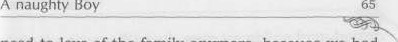 A naughty Boy 65
need to love of the family anymore, because we had